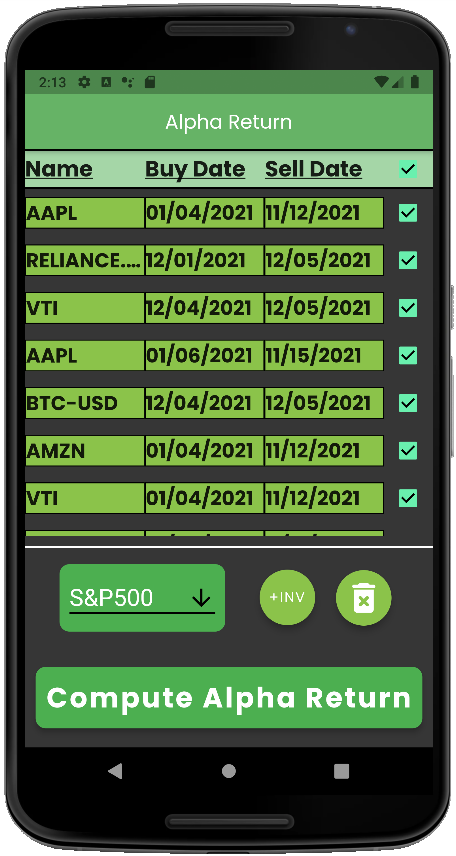 2:13
Alpha Return
Name Buy Date Sell Date
AAPL 01/04/2021 11/12/2021
RELIANCE.... 12/01/2021 12/05/2021
VTI 12/04/2021 12/05/2021
AAPL 01/06/2021 11/15/2021
BTC-USD 12/04/2021 12/05/2021
AMZN 01/04/2021 11/12/2021
VTI 01/04/2021 11/12/2021
S&P500 +INV
Compute Alpha Return